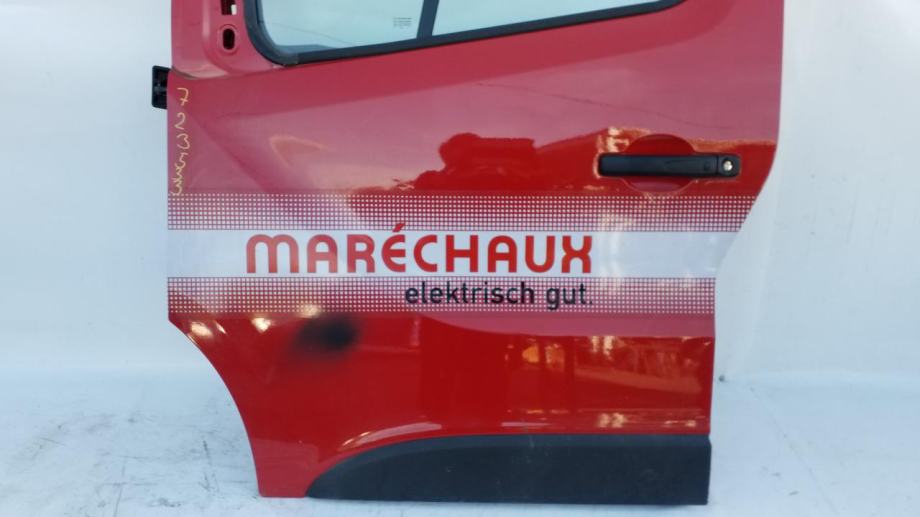 MARÉCHAUX
elektrisch gut.